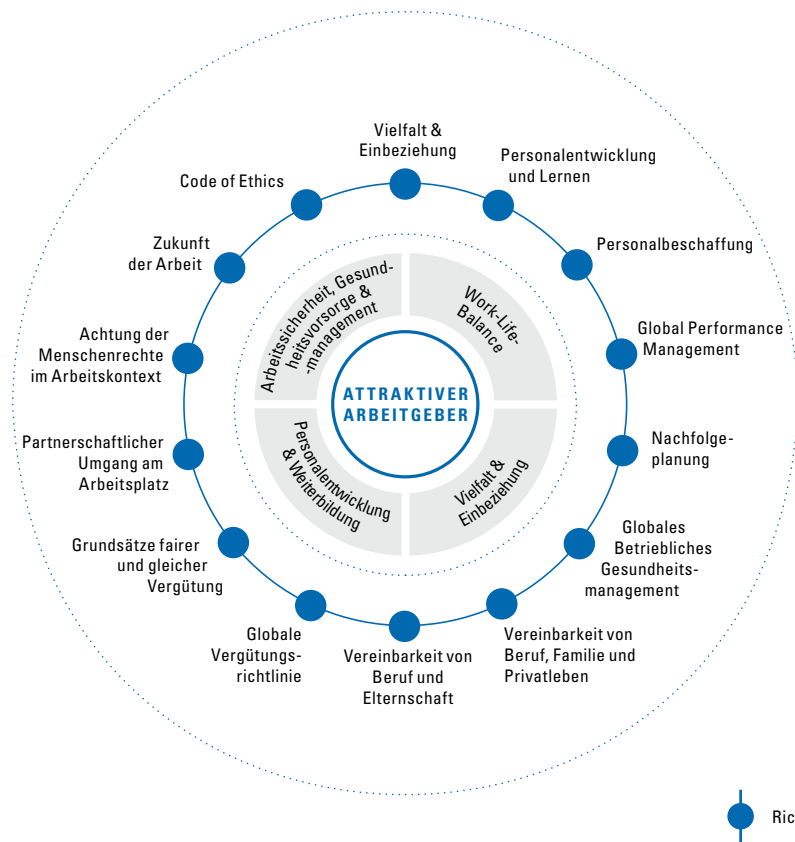 Vielfalt &
Einbeziehung
Personalentwicklung
und Lernen
Personalbeschaffung
Global Performance
Management
Nachfolge-
planung
Globales
Betriebliches
Gesundheits-
management
Vereinbarkeit von
Beruf, Familie und
Privatleben
Vereinbarkeit von
Beruf und
Elternschaft
Globale
Vergütungs-
richtlinie
Grundsätze fairer
und gleicher
Vergütung
Partnerschaftlicher
Umgang am
Arbeitsplatz
Achtung der
Menschenrechte
im Arbeitskontext
Zukunft
der Arbeit
Code of Ethics
Arbeitssicherheit, Gesund-
heitsvorsorge &
-management
Work-Life-
Balance
Vielfalt &
Einbeziehung
Personalentwicklung
& Weiterbildung
ATTRAKTIVER
ARBEITGEBER
Ric